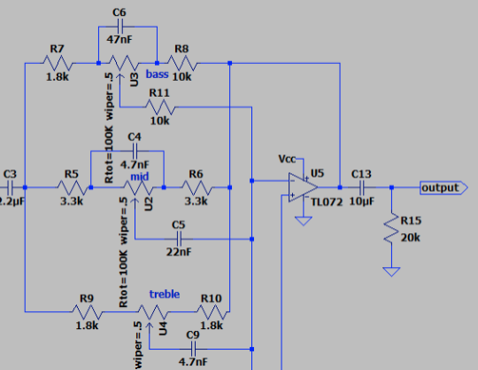 C6
47nF
R7
1.8k
R8
bass 10k
U3
Rtot=100K wiper=.5
R11
10k
C4
4.7nF
mid
C3
2.2µF
R5
3.3k
U2
Rtot=100K wiper=.5
R6
3.3k
C5
22nF
Vcc
U5
TL072
C13
10µF
output
R15
20k
treble
R9
1.8k
U4
wiper=.5
R10
1.8k
C9
4.7nF